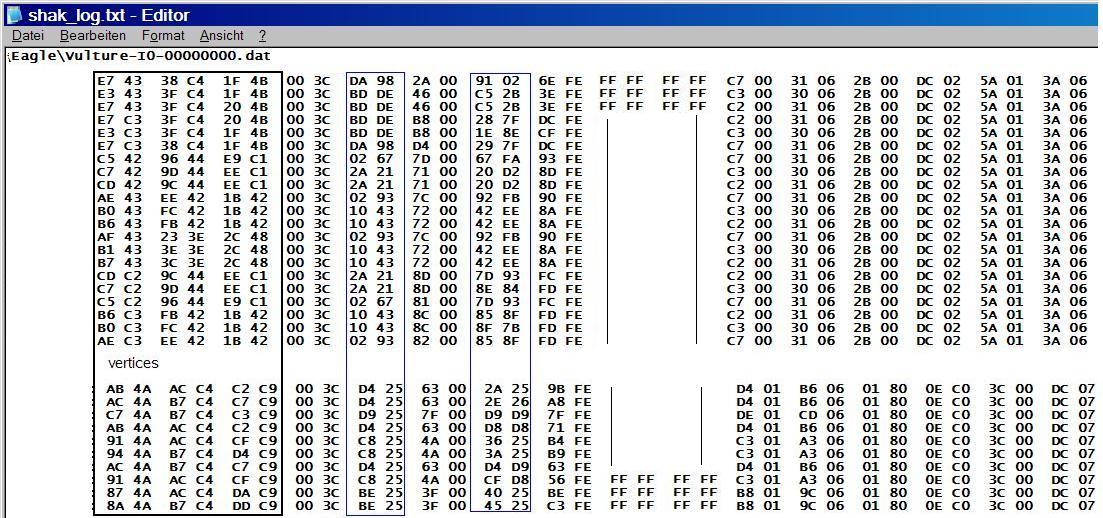 shak_log.txt - Editor
Datei Bearbeiten Format Ansicht ?
\Eagle\Vulture-IO-00000000.dat
E7 43 38 C4 1F 4B 00 3C DA 98 2A 00 91 02 6E FE FF FF FF FF C7 00 31 06 2B 00 DC 02 5A 01 3A 06
E3 43 3F C4 1F 4B 00 3C BD DE 46 00 C5 2B 3E FE FF FF FF FF C3 00 30 06 2B 00 DC 02 5A 01 3A 06
E7 43 3F C4 20 4B 00 3C BD DE 46 00 C5 2B 3E FE FF FF FF FF C2 00 31 06 2B 00 DC 02 5A 01 3A 06
E7 C3 3F C4 20 4B 00 3C BD DE B8 00 28 7F DC FE C2 00 31 06 2B 00 DC 02 5A 01 3A 06
E3 C3 3F C4 1F 4B 00 3C BD DE B8 00 1E 8E CF FE C3 00 30 06 2B 00 DC 02 5A 01 3A 06
E7 C3 38 C4 1F 4B 00 3C DA 98 D4 00 29 7F DC FE C7 00 31 06 2B 00 DC 02 5A 01 3A 06
C5 42 96 44 E9 C1 00 3C 02 67 7D 00 67 FA 93 FE C7 00 31 06 2B 00 DC 02 5A 01 3A 06
C7 42 9D 44 EE C1 00 3C 2A 21 71 00 20 D2 8D FE C3 00 30 06 2B 00 DC 02 5A 01 3A 06
CD 42 9C 44 EE C1 00 3C 2A 21 71 00 20 D2 8D FE C2 00 31 06 2B 00 DC 02 5A 01 3A 06
AE 43 EE 42 1B 42 00 3C 02 93 7C 00 92 FB 90 FE C7 00 31 06 2B 00 DC 02 5A 01 3A 06
B0 43 FC 42 1B 42 00 3C 10 43 72 00 42 EE 8A FE C3 00 30 06 2B 00 DC 02 5A 01 3A 06
B6 43 FB 42 1B 42 00 3C 10 43 72 00 42 EE 8A FE C2 00 31 06 2B 00 DC 02 5A 01 3A 06
AF 43 23 3E 2C 48 00 3C 02 93 7C 00 92 FB 90 FE C7 00 31 06 2B 00 DC 02 5A 01 3A 06
B1 43 3E 3E 2C 48 00 3C 10 43 72 00 42 EE 8A FE C3 00 30 06 2B 00 DC 02 5A 01 3A 06
B7 43 3C 3E 2C 48 00 3C 10 43 72 00 42 EE 8A FE C2 00 31 06 2B 00 DC 02 5A 01 3A 06
CD C2 9C 44 EE C1 00 3C 2A 21 8D 00 7D 93 FC FE C2 00 31 06 2B 00 DC 02 5A 01 3A 06
C7 C2 9D 44 EE C1 00 3C 2A 21 8D 00 8E 84 FD FE C3 00 30 06 2B 00 DC 02 5A 01 3A 06
C5 C2 96 44 E9 C1 00 3C 02 67 81 00 7D 93 FC FE C7 00 31 06 2B 00 DC 02 5A 01 3A 06
B6 C3 FB 42 1B 42 00 3C 10 43 8C 00 85 8F FD FE C2 00 31 06 2B 00 DC 02 5A 01 3A 06
B0 C3 FC 42 1B 42 00 3C 10 43 8C 00 8F 7B FD FE C3 00 30 06 2B 00 DC 02 5A 01 3A 06
AE C3 EE 42 1B 42 00 3C 02 93 82 00 85 8F FD FE C7 00 31 06 2B 00 DC 02 5A 01 3A 06
vertices
AB 4A AC C4 C2 C9 00 3C D4 25 63 00 2A 25 9B FE D4 01 B6 06 01 80 0E C0 3C 00 DC 07
AC 4A B7 C4 C7 C9 00 3C D4 25 63 00 2E 26 A8 FE D4 01 B6 06 01 80 0E C0 3C 00 DC 07
C7 4A B7 C4 C3 C9 00 3C D9 25 7F 00 D9 D9 7F FE DE 01 CD 06 01 80 0E C0 3C 00 DC 07
AB 4A AC C4 C2 C9 00 3C D4 25 63 00 D8 D8 71 FE D4 01 B6 06 01 80 0E C0 3C 00 DC 07
91 4A AC C4 CF C9 00 3C C8 25 4A 00 36 25 B4 FE C3 01 A3 06 01 80 0E C0 3C 00 DC 07
94 4A B7 C4 D4 C9 00 3C C8 25 4A 00 3A 25 B9 FE C3 01 A3 06 01 80 0E C0 3C 00 DC 07
AC 4A B7 C4 C7 C9 00 3C D4 25 63 00 D4 D9 63 FE D4 01 B6 06 01 80 0E C0 3C 00 DC 07
91 4A AC C4 CF C9 00 3C C8 25 4A 00 CF D8 56 FE FF FF FF FF C3 01 A3 06 01 80 0E C0 3C 00 DC 07
87 4A AC C4 DA C9 00 3C BE 25 3F 00 40 25 BE FE FF FF FF FF B8 01 9C 06 01 80 0E C0 3C 00 DC 07
8A 4A B7 C4 DD C9 00 3C BE 25 3F 00 45 25 C3 FE FF FF FF FF B8 01 9C 06 01 80 0E C0 3C 00 DC 07